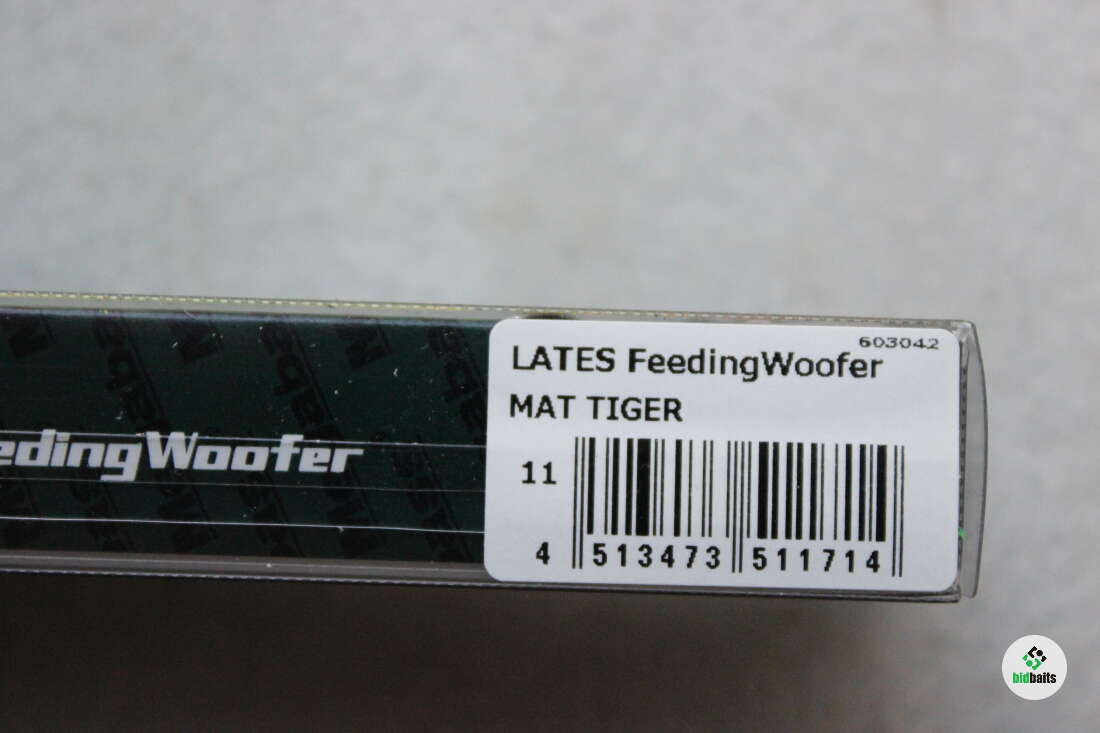 603042
LATES FeedingWoofer
MAT TIGER
edingWoofer
11
4 513473 511714
bidbaits